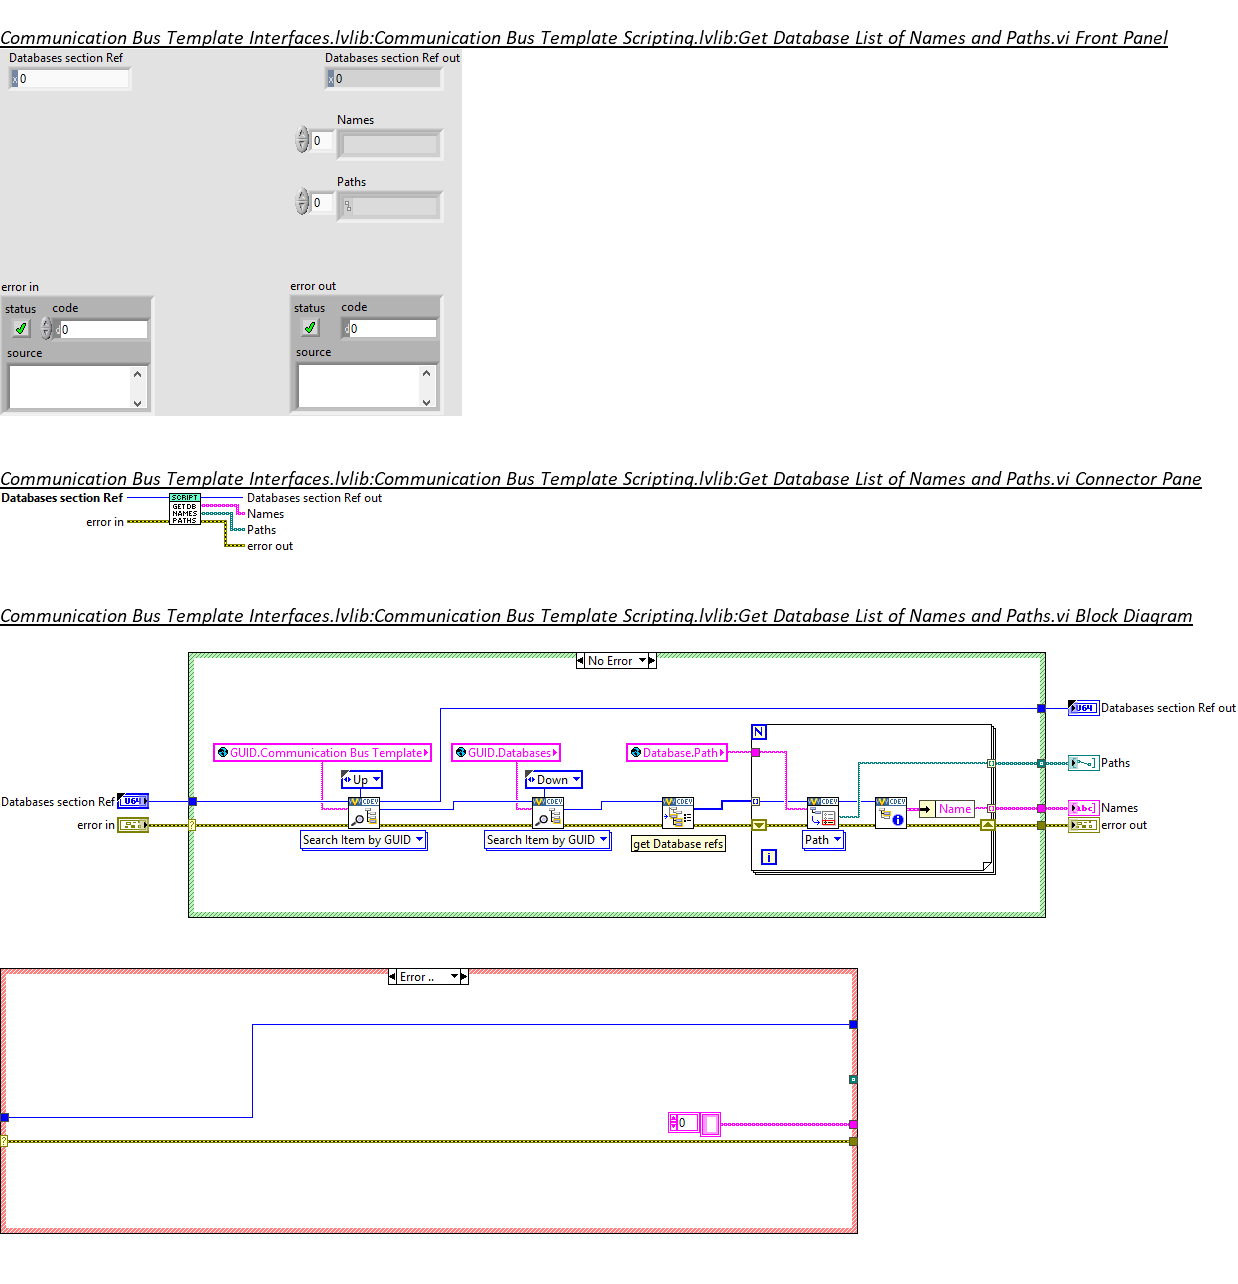 Communication Bus Template Interfaces.lvlib:Communication Bus Template Scripting.lvlib:Get Database List of Names and Paths.vi Front Panel
Databases section Ref
Databases section Ref out
x 0
x 0
Names
0
Paths
0
error in
error out
status code
status code
d 0
d 0
source
source
Communication Bus Template Interfaces.lvlib:Communication Bus Template Scripting.lvlib:Get Database List of Names and Paths.vi Connector Pane
Databases section Ref
SCRIPT
GET DB
NAMES
PATHS
Databases section Ref out
Names
error in
Paths
error out
Communication Bus Template Interfaces.lvlib:Communication Bus Template Scripting.lvlib:Get Database List of Names and Paths.vi Block Diagram
No Error
U64
Databases section Ref out
N
GUID.Communication Bus Template
GUID.Databases
Database.Path
Paths
Up
Down
Databases section Ref
U64
CDEV
CDEV
CDEV
CDEV
CDEV
Name
abc
Names
error in
?
error out
Search Item by GUID
Search Item by GUID
get Database refs
Path
i
Error ..
0
?